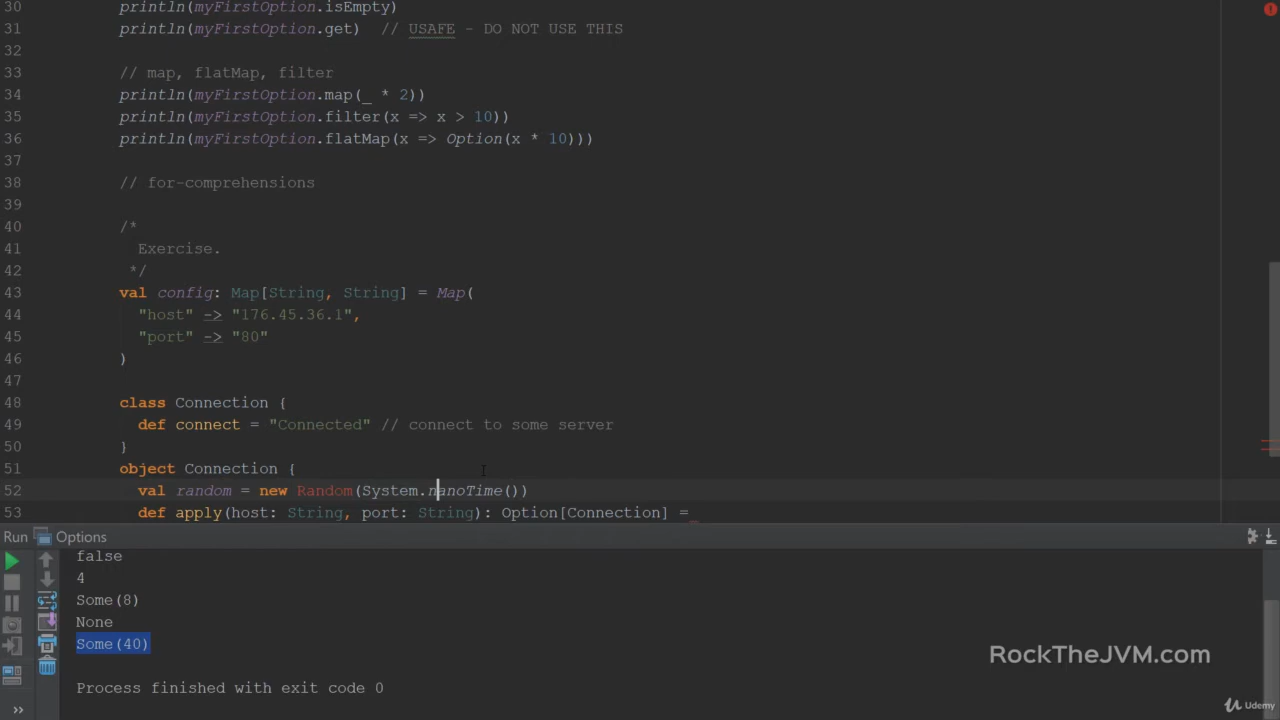 30 println(myFirstOption.isEmpty)
31 println(myFirstOption.get) // USAFE - DO NOT USE THIS
32
33 // map, flatMap, filter
34 println(myFirstOption.map(_ * 2))
35 println(myFirstOption.filter(x => x > 10))
36 println(myFirstOption.flatMap(x => Option(x * 10)))
37
38 // for-comprehensions
39
40 /*
41 Exercise.
42 */
43 val config: Map[String, String] = Map(
44 "host" -> "176.45.36.1",
45 "port" -> "80"
46 )
47
48 class Connection {
49 def connect = "Connected" // connect to some server
50 }
51 object Connection {
52 val random = new Random(System.nanoTime())
53 def apply(host: String, port: String): Option[Connection] =
Run Options
false
4
Some(8)
None
Some(40)
RockTheJVM.com
Process finished with exit code 0
Udemy